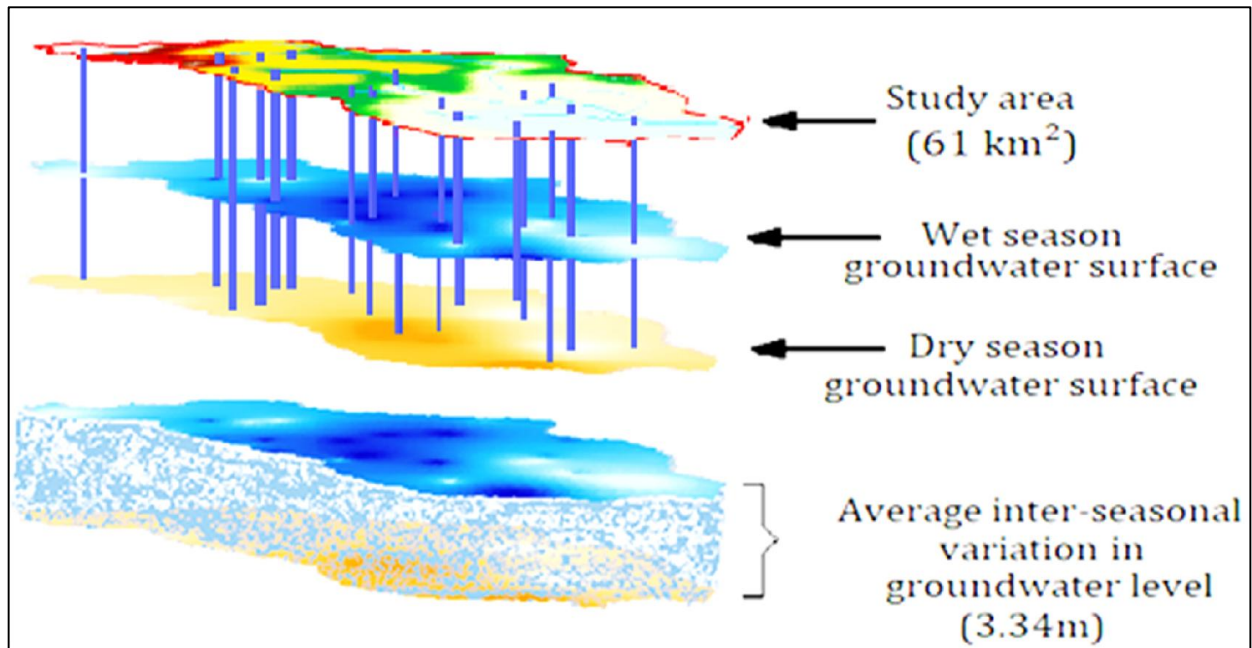 Study area
(61 km²)
Wet season
groundwater surface
Dry season
groundwater surface
Average inter-seasonal
variation in
groundwater level
(3.34m)